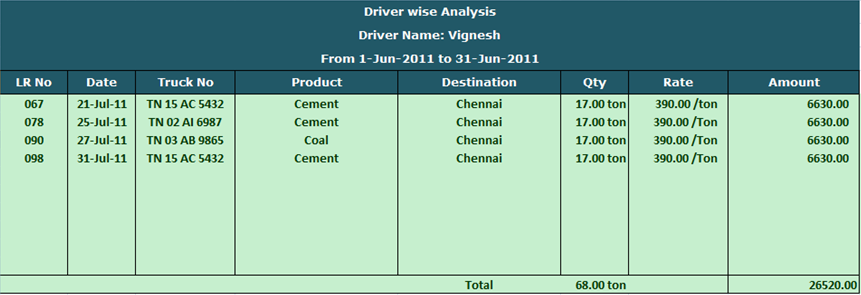 Driver wise Analysis
Driver Name: Vignesh
From 1-Jun-2011 to 31-Jun-2011
LR No Date Truck No Product Destination Qty Rate Amount
067 21-Jul-11 TN 15 AC 5432 Cement Chennai 17.00 ton 390.00 /ton 6630.00
078 25-Jul-11 TN 02 AI 6987 Cement Chennai 17.00 ton 390.00 /Ton 6630.00
090 27-Jul-11 TN 03 AB 9865 Coal Chennai 17.00 ton 390.00 /Ton 6630.00
098 31-Jul-11 TN 15 AC 5432 Cement Chennai 17.00 ton 390.00 /Ton 6630.00
Total 68.00 ton 26520.00